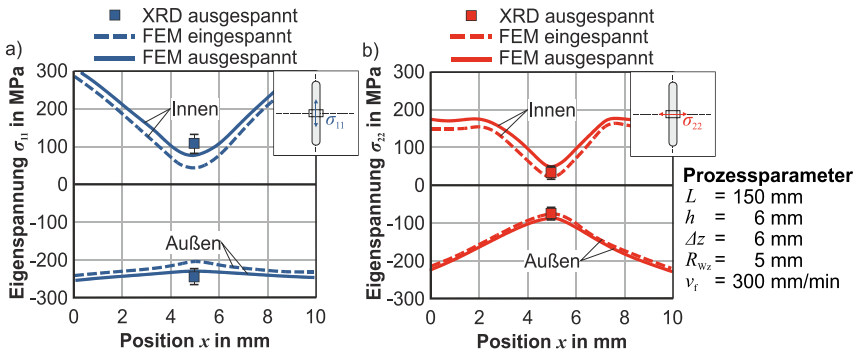 XRD ausgespannt
FEM eingespannt
FEM ausgespannt
a)
Eigenspannung σ₁₁ in MPa
300
200
100
0
-100
-200
-300
Innen
Außen
σ₁₁
0 2 4 6 8 10
Position x in mm
XRD ausgespannt
FEM eingespannt
FEM ausgespannt
b)
Eigenspannung σ₂₂ in MPa
300
200
100
0
-100
-200
-300
Innen
Außen
σ₂₂
0 2 4 6 8 10
Position x in mm
Prozessparameter
L = 150 mm
h = 6 mm
Δz = 6 mm
R_Wz = 5 mm
v_f = 300 mm/min